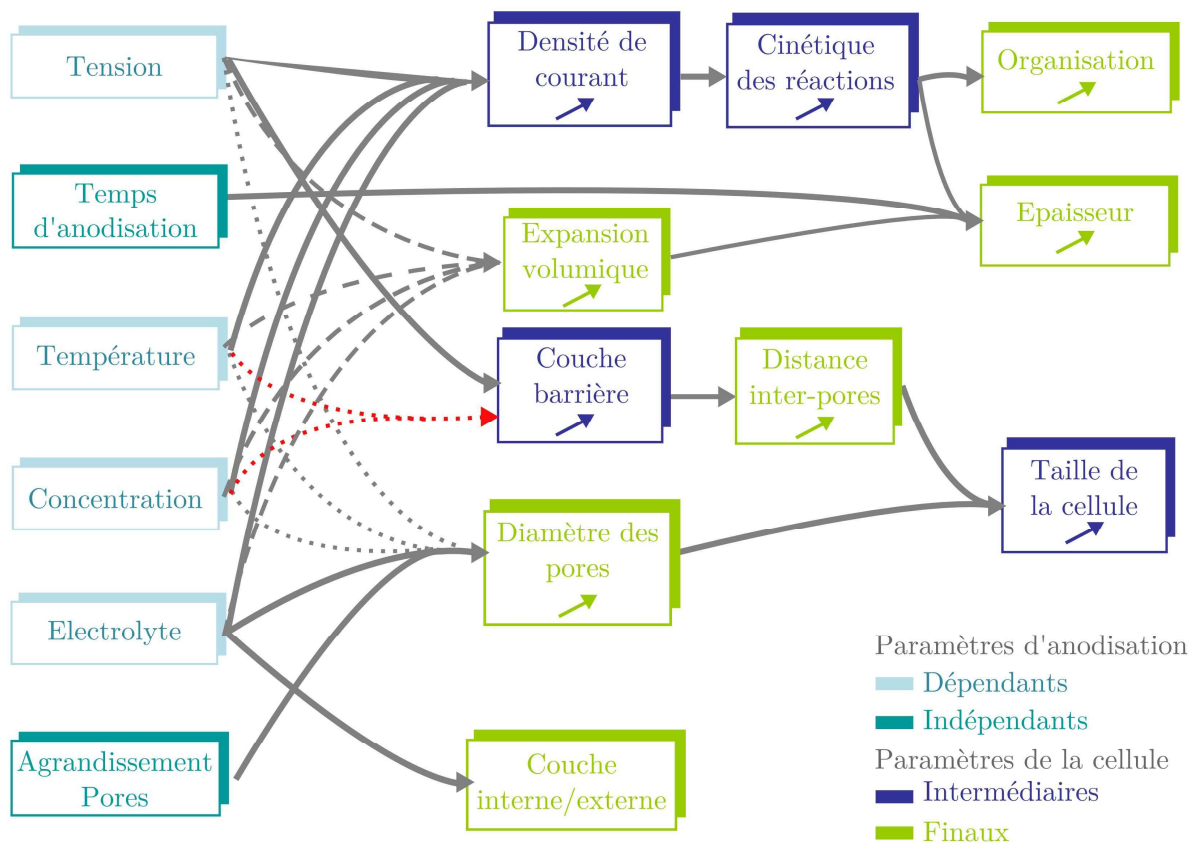 Tension
Temps
d'anodisation
Température
Concentration
Electrolyte
Agrandissement
Pores
Densité de
courant
Cinétique
des réactions
Organisation
Epaisseur
Expansion
volumique
Couche
barrière
Distance
inter-pores
Taille de
la cellule
Diamètre des
pores
Couche
interne/externe
Paramètres d'anodisation
Dépendants
Indépendants
Paramètres de la cellule
Intermédiaires
Finaux